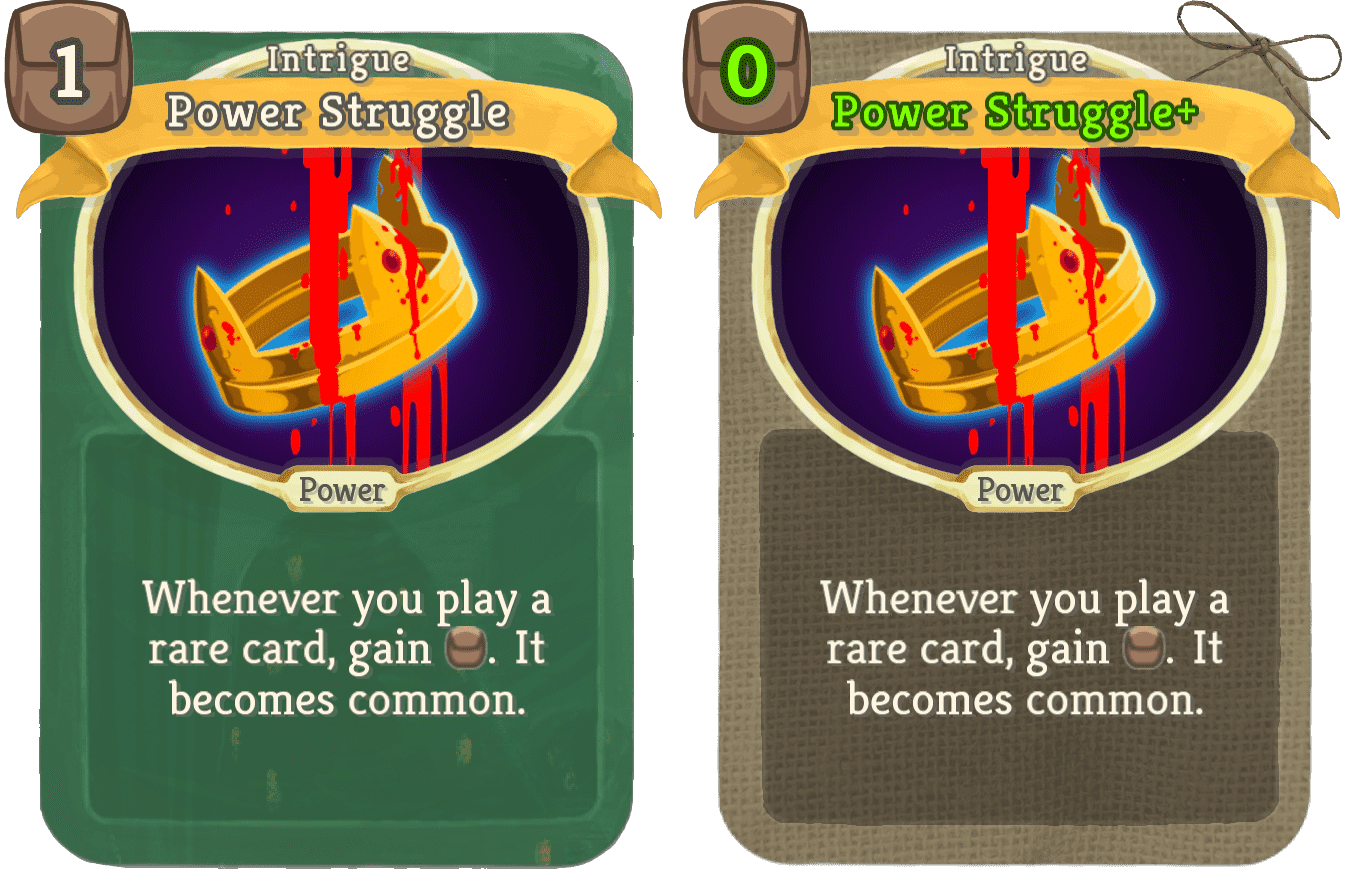 1
Intrigue
Power Struggle
Power
Whenever you play a
rare card, gain . It
becomes common.
0
Intrigue
Power Struggle+
Power
Whenever you play a
rare card, gain . It
becomes common.